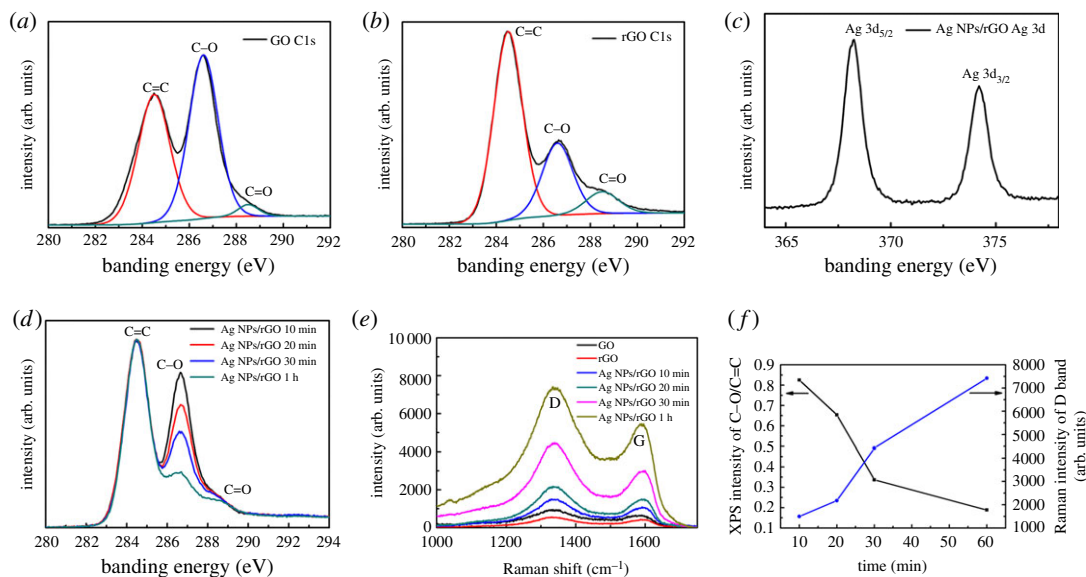 (a)
GO C1s
C=C
C–O
C=O
intensity (arb. units)
280 282 284 286 288 290 292
banding energy (eV)
(b)
rGO C1s
C=C
C–O
C=O
intensity (arb. units)
280 282 284 286 288 290 292
banding energy (eV)
(c)
Ag 3d5/2
Ag NPs/rGO Ag 3d
Ag 3d3/2
intensity (arb. units)
365 370 375
banding energy (eV)
(d)
C=C
C–O
C=O
Ag NPs/rGO 10 min
Ag NPs/rGO 20 min
Ag NPs/rGO 30 min
Ag NPs/rGO 1 h
intensity (arb. units)
280 282 284 286 288 290 292 294
banding energy (eV)
(e)
10 000
8000
6000
4000
2000
0
intensity (arb. units)
GO
rGO
Ag NPs/rGO 10 min
Ag NPs/rGO 20 min
Ag NPs/rGO 30 min
Ag NPs/rGO 1 h
D
G
1000 1200 1400 1600
Raman shift (cm–1)
(f)
XPS intensity of C–O/C=C
0.9
0.8
0.7
0.6
0.5
0.4
0.3
0.2
0.1
8000
7000
6000
5000
4000
3000
2000
1000
Raman intensity of D band
(arb. units)
0 10 20 30 40 50 60
time (min)